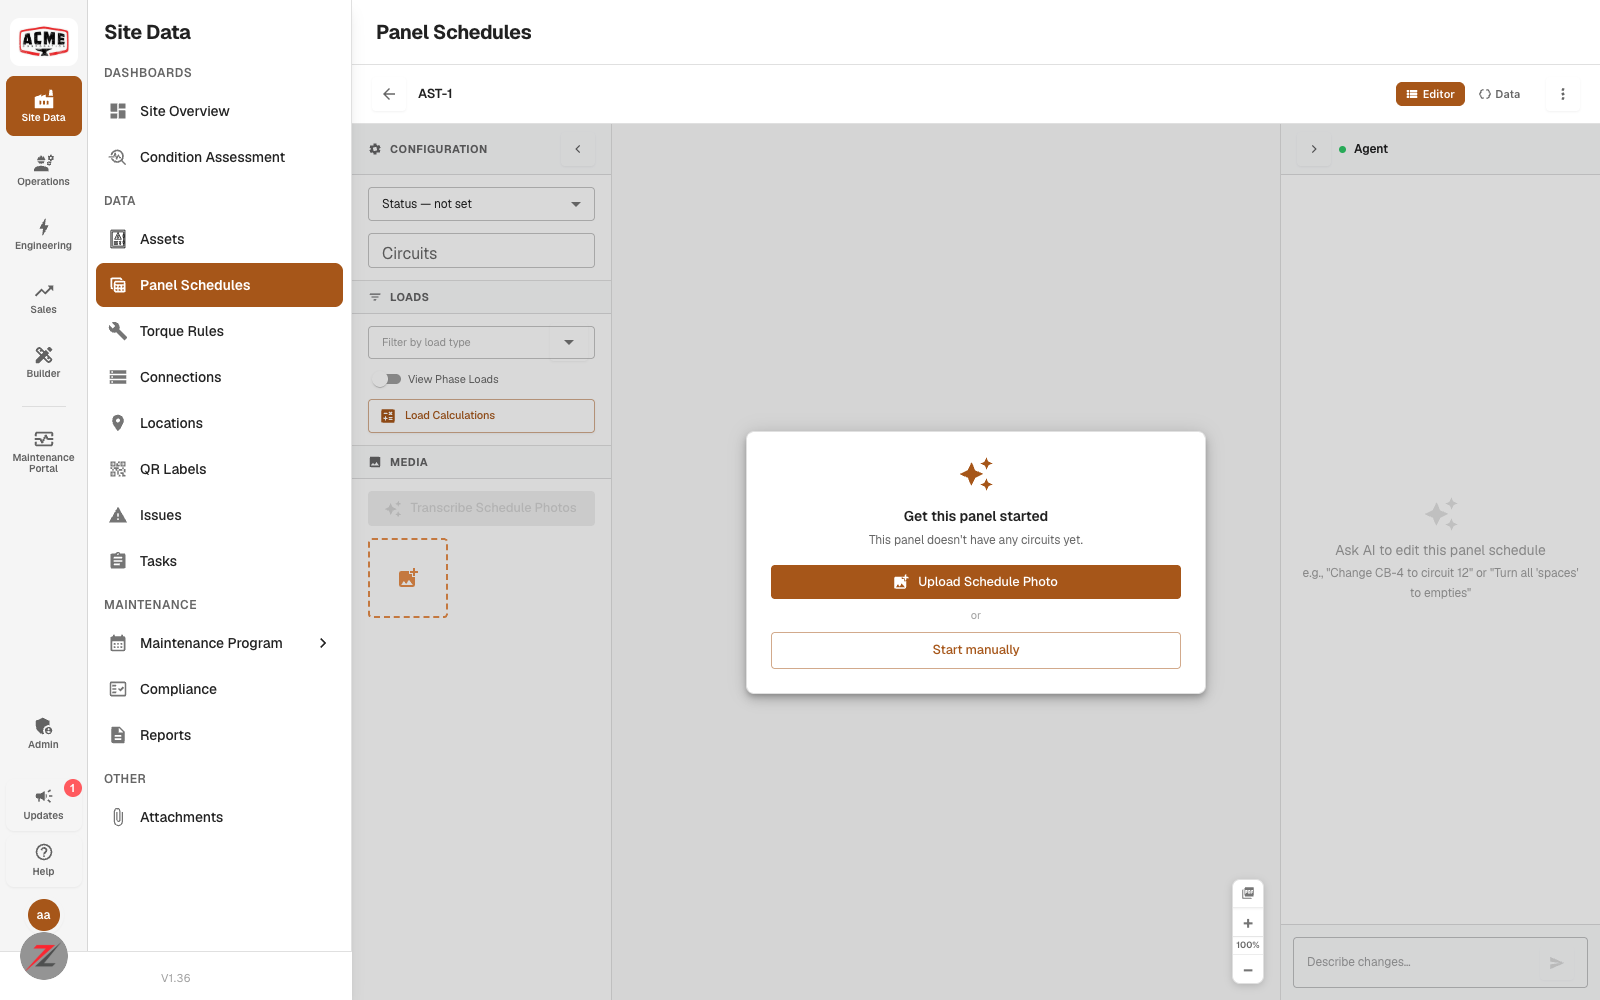 ACME
Site Data
Operations
Engineering
Sales
Builder
Maintenance
Portal
Admin
1
Updates
Help
aa
Site Data
DASHBOARDS
Site Overview
Condition Assessment
DATA
Assets
Panel Schedules
Torque Rules
Connections
Locations
QR Labels
Issues
Tasks
MAINTENANCE
Maintenance Program
Compliance
Reports
OTHER
Attachments
V1.36
Panel Schedules
AST-1
Editor
Data
CONFIGURATION
Status — not set
Circuits
LOADS
Filter by load type
View Phase Loads
Load Calculations
MEDIA
Transcribe Schedule Photos
Get this panel started
This panel doesn't have any circuits yet.
Upload Schedule Photo
or
Start manually
PDF
100%
Agent
Ask AI to edit this panel schedule
e.g., "Change CB-4 to circuit 12" or "Turn all 'spaces'
to empties"
Describe changes...